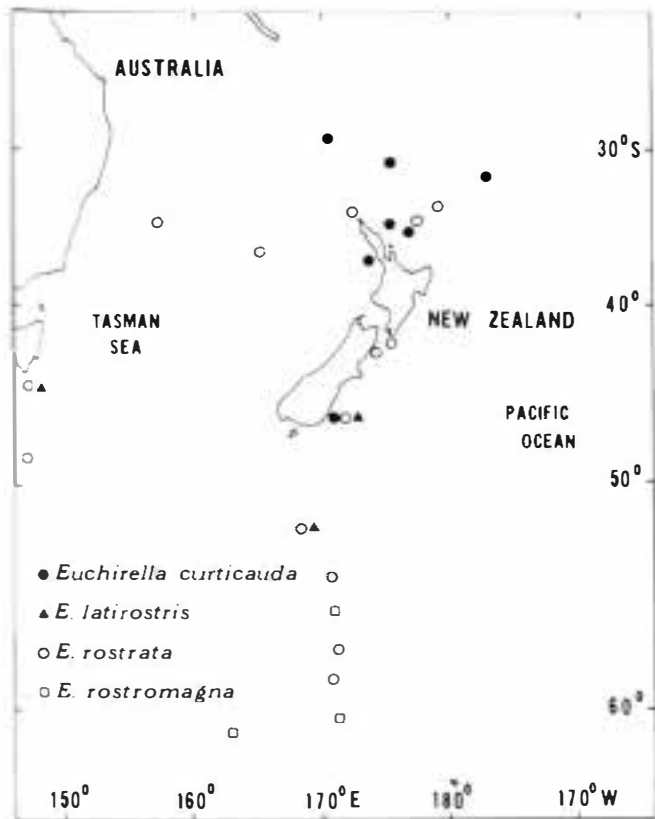 AUSTRALIA
30°S
40°
TASMAN
SEA
NEW ZEALAND
PACIFIC
OCEAN
50°
Euchirella curticauda
E. latirostris
E. rostrata
E. rostromagna
60°
150° 160° 170°E 180° 170°W